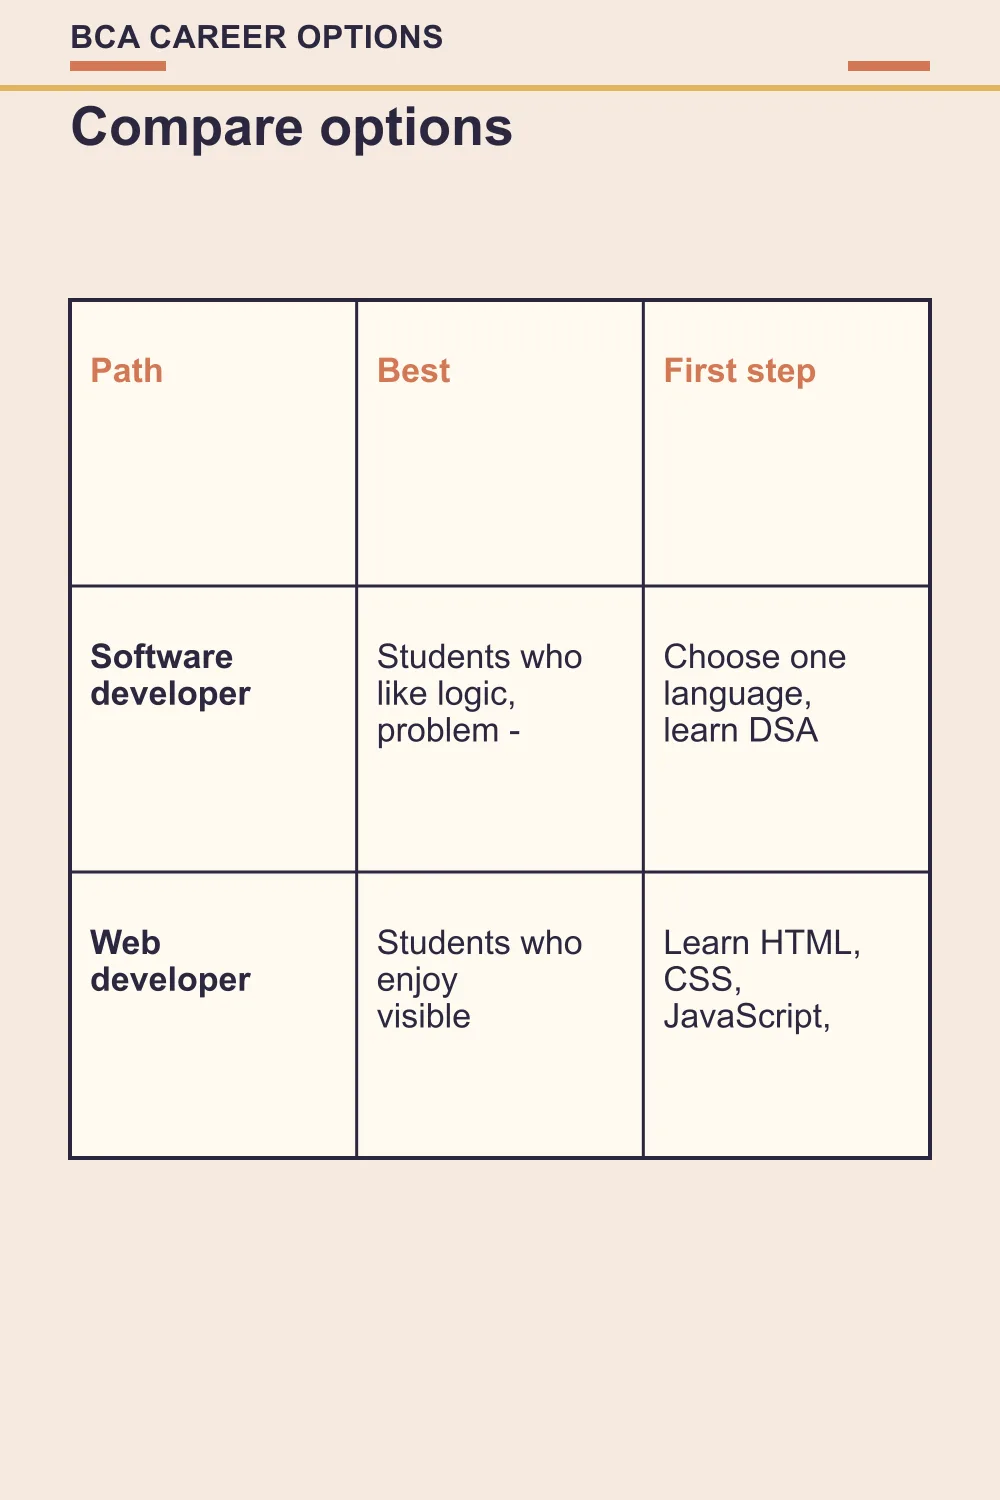 BCA CAREER OPTIONS
Compare options
Path
Best
First step
Software
developer
Students who
like logic,
problem -
Choose one
language,
learn DSA
Web
developer
Students who
enjoy
visible
Learn HTML,
CSS,
JavaScript,